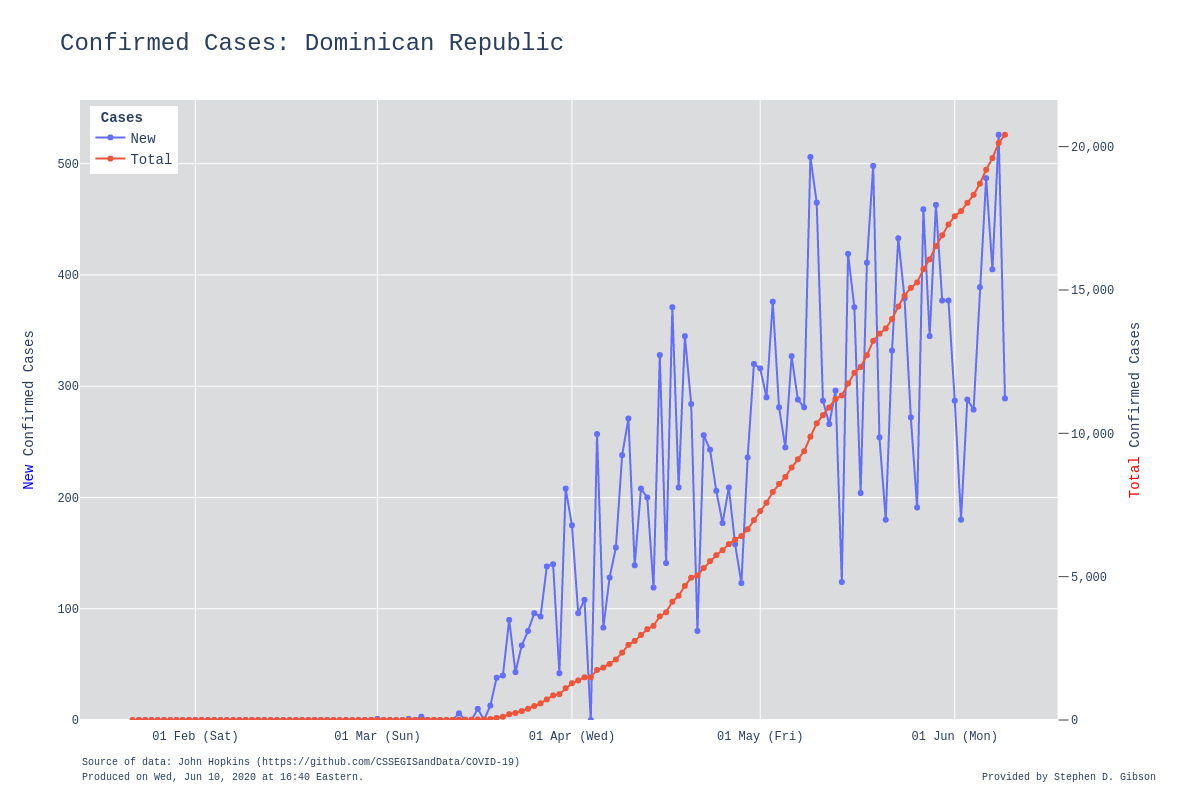 Confirmed Cases: Dominican Republic
Cases
New
Total
500
400
300
200
100
0
20,000
15,000
10,000
5,000
0
New Confirmed Cases
Total Confirmed Cases
01 Feb (Sat)
01 Mar (Sun)
01 Apr (Wed)
01 May (Fri)
01 Jun (Mon)
Source of data: John Hopkins (https://github.com/CSSEGISandData/COVID-19)
Produced on Wed, Jun 10, 2020 at 16:40 Eastern.
Provided by Stephen D. Gibson